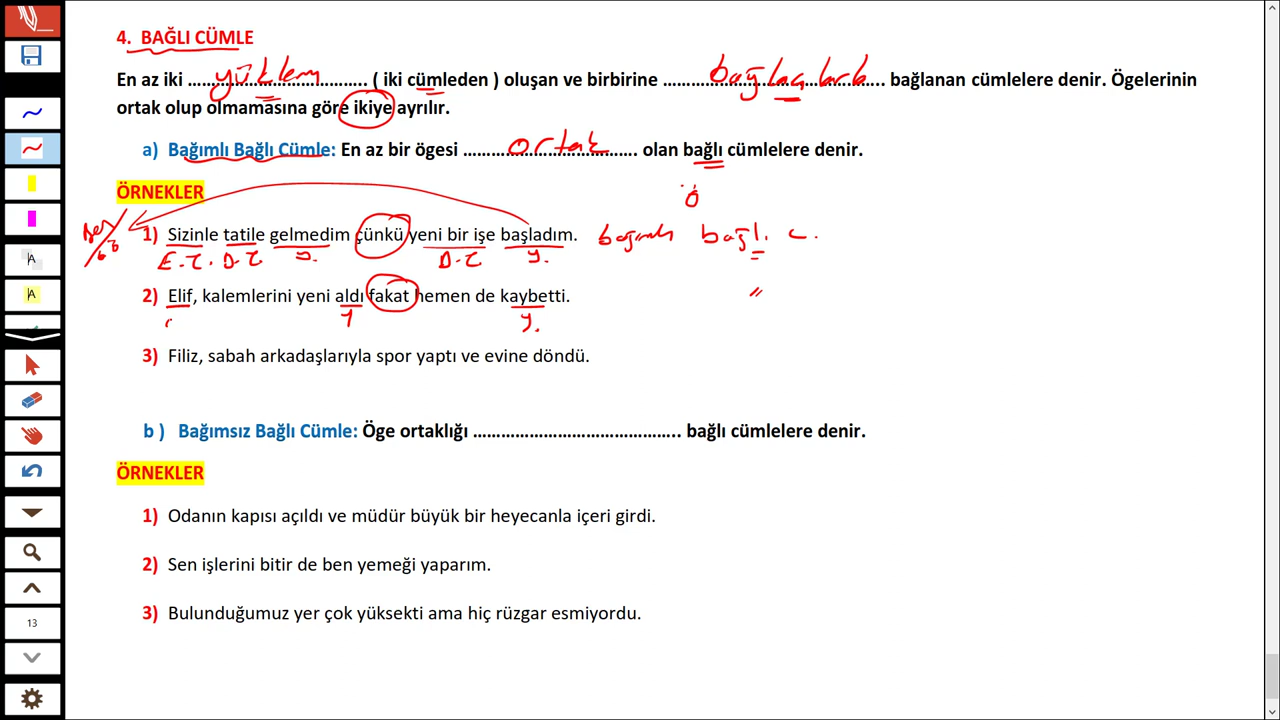 4. BAĞLI CÜMLE
En az iki ……yüklem……….. ( iki cümleden ) oluşan ve birbirine ………bağlaçlarla….. bağlanan cümlelere denir. Ögelerinin
ortak olup olmamasına göre ikiye ayrılır.
a) Bağımlı Bağlı Cümle: En az bir ögesi ………ortak………. olan bağlı cümlelere denir.
ÖRNEKLER
Ö
Ben/
1) Sizinle tatile gelmedim çünkü yeni bir işe başladım. bağımlı bağlı c.
E.T. D.T y. D.T y.
2) Elif, kalemlerini yeni aldı fakat hemen de kaybetti. "
y y.
3) Filiz, sabah arkadaşlarıyla spor yaptı ve evine döndü.
b ) Bağımsız Bağlı Cümle: Öge ortaklığı …………………………………….. bağlı cümlelere denir.
ÖRNEKLER
1) Odanın kapısı açıldı ve müdür büyük bir heyecanla içeri girdi.
2) Sen işlerini bitir de ben yemeği yaparım.
3) Bulunduğumuz yer çok yüksekti ama hiç rüzgar esmiyordu.
A
A
13